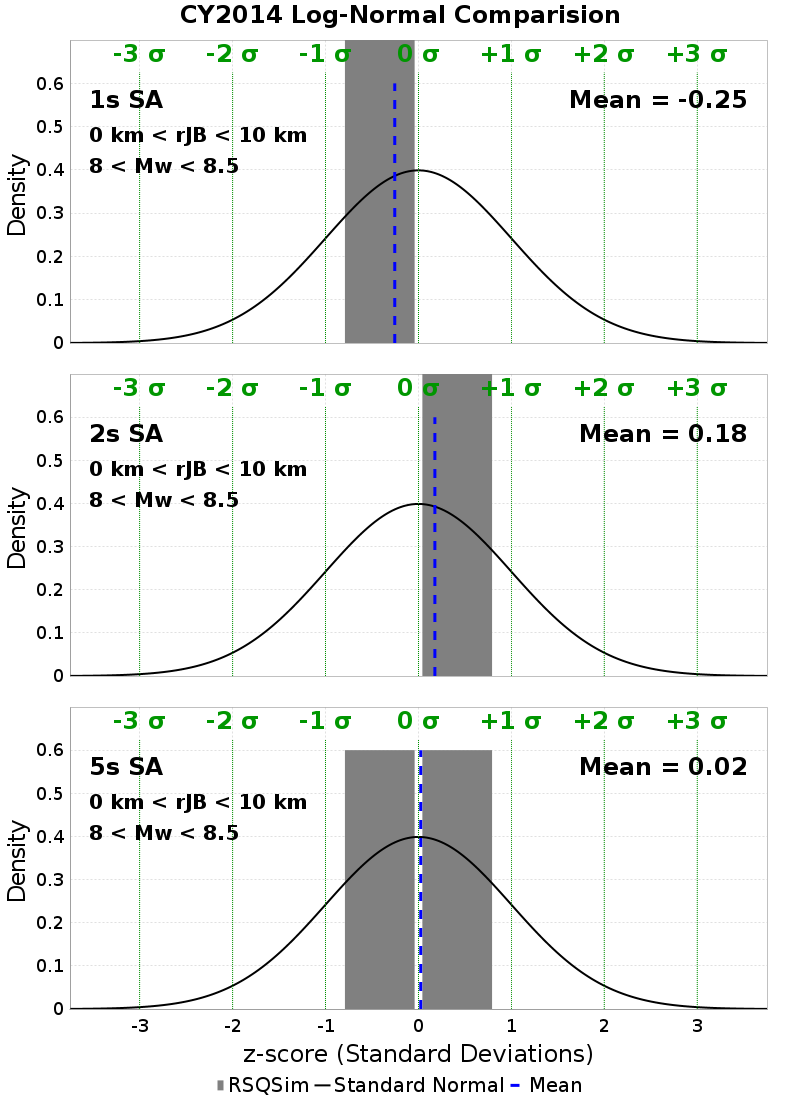 CY2014 Log-Normal Comparision
-3 σ -2 σ -1 σ 0 σ +1 σ +2 σ +3 σ
0.6
1s SA Mean = -0.25
0.5
0 km < rJB < 10 km
8 < Mw < 8.5
0.4
Density
0.3
0.2
0.1
0
-3 σ -2 σ -1 σ 0 σ +1 σ +2 σ +3 σ
0.6
2s SA Mean = 0.18
0.5
0 km < rJB < 10 km
8 < Mw < 8.5
0.4
Density
0.3
0.2
0.1
0
-3 σ -2 σ -1 σ 0 σ +1 σ +2 σ +3 σ
0.6
5s SA Mean = 0.02
0.5
0 km < rJB < 10 km
8 < Mw < 8.5
0.4
Density
0.3
0.2
0.1
0
-3 -2 -1 0 1 2 3
z-score (Standard Deviations)
RSQSim Standard Normal Mean